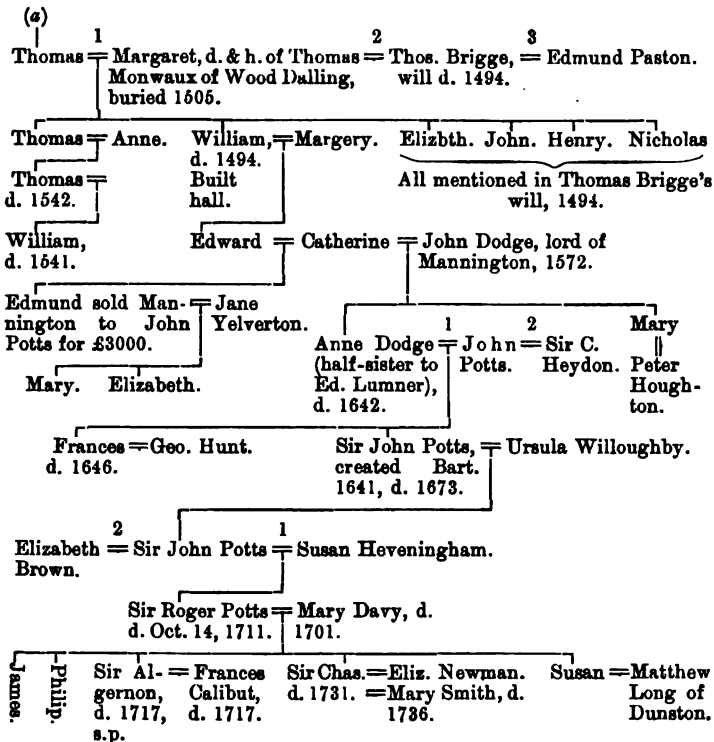 (a)
1 2 3
Thomas = Margaret, d. & h. of Thomas = Thos. Brigge, = Edmund Paston.
Monwaux of Wood Dalling, will d. 1494.
buried 1505.
Thomas = Anne. William, = Margery. Elizbth. John. Henry. Nicholas
d. 1494.
Thomas = Built All mentioned in Thomas Brigge's
d. 1542. hall. will, 1494.
William, Edward = Catherine = John Dodge, lord of
d. 1541. Mannington, 1572.
Edmund sold Man- = Jane
nington to John Yelverton.
Potts for £3000.
1 2 Mary
Anne Dodge = John = Sir C. ||
(half-sister to Potts. Heydon. Peter
Mary. Elizabeth. Ed. Lumner), Hough-
d. 1642. ton.
Frances = Geo. Hunt. Sir John Potts, = Ursula Willoughby.
d. 1646. created Bart.
1641, d. 1673.
2 1
Elizabeth = Sir John Potts = Susan Heveningham.
Brown.
Sir Roger Potts = Mary Davy, d.
d. Oct. 14, 1711. 1701.
James. Philip. Sir Al- = Frances Sir Chas. = Eliz. Newman. Susan = Matthew
gernon, Calibut, d. 1731. = Mary Smith, d. Long of
d. 1717, d. 1717. 1736. Dunston.
s.p.